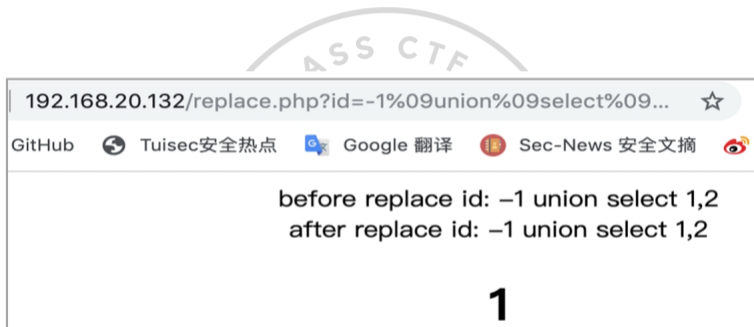 ASS CTF
192.168.20.132/replace.php?id=-1%09union%09select%09...
GitHub Tuisec安全热点 Google 翻译 Sec-News 安全文摘
before replace id: –1 union select 1,2
after replace id: –1 union select 1,2
1